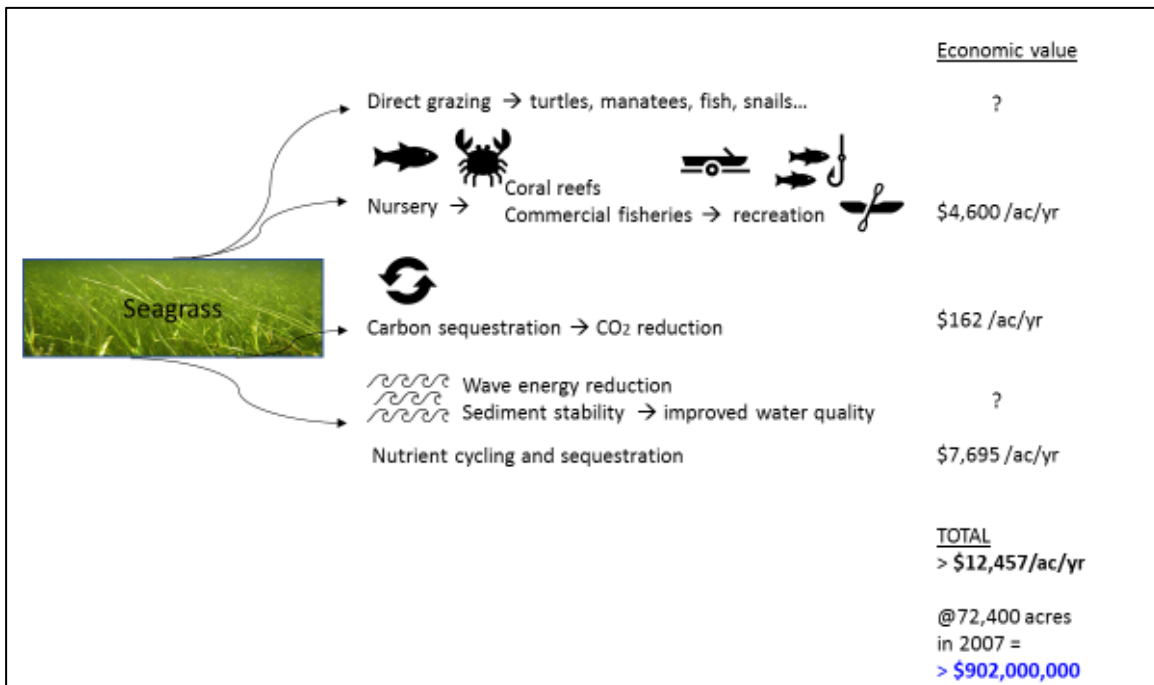 Economic value
Direct grazing → turtles, manatees, fish, snails...
?
Coral reefs
Nursery →
Commercial fisheries → recreation
$4,600 /ac/yr
Seagrass
Carbon sequestration → CO₂ reduction
$162 /ac/yr
Wave energy reduction
Sediment stability → improved water quality
?
Nutrient cycling and sequestration
$7,695 /ac/yr
TOTAL
> $12,457/ac/yr
@72,400 acres
in 2007 =
> $902,000,000